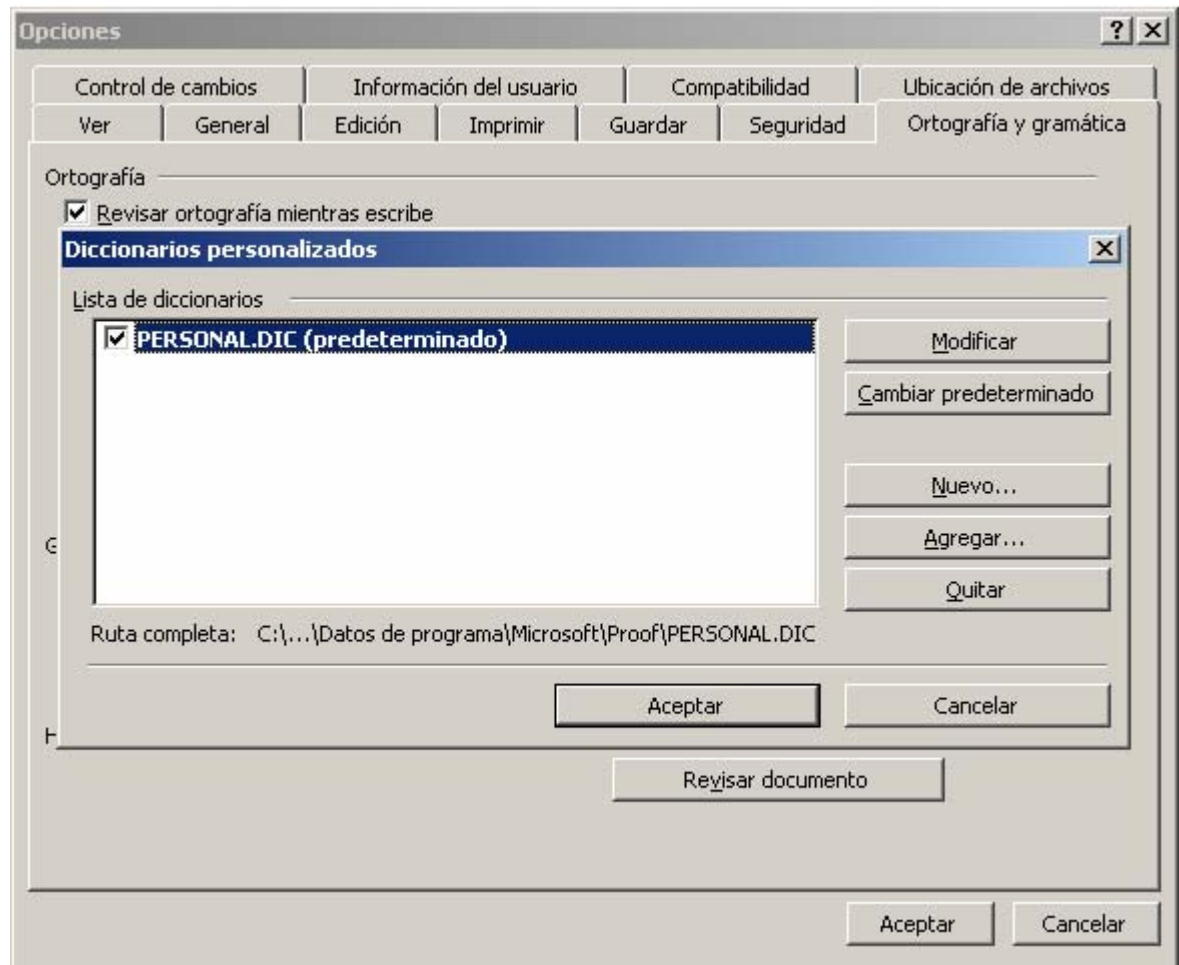 Opciones
Control de cambios Información del usuario Compatibilidad Ubicación de archivos
Ver General Edición Imprimir Guardar Seguridad Ortografía y gramática
Ortografía
Revisar ortografía mientras escribe
Diccionarios personalizados
Lista de diccionarios
PERSONAL.DIC (predeterminado)
Modificar
Cambiar predeterminado
Nuevo...
Agregar...
Quitar
Ruta completa: C:\...\Datos de programa\Microsoft\Proof\PERSONAL.DIC
Aceptar Cancelar
Revisar documento
Aceptar Cancelar